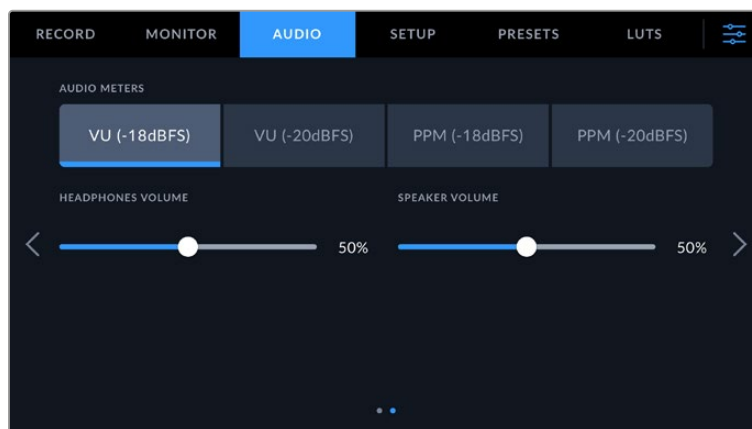 RECORD MONITOR AUDIO SETUP PRESETS LUTS
AUDIO METERS
VU (-18dBFS) VU (-20dBFS) PPM (-18dBFS) PPM (-20dBFS)
HEADPHONES VOLUME SPEAKER VOLUME
50% 50%